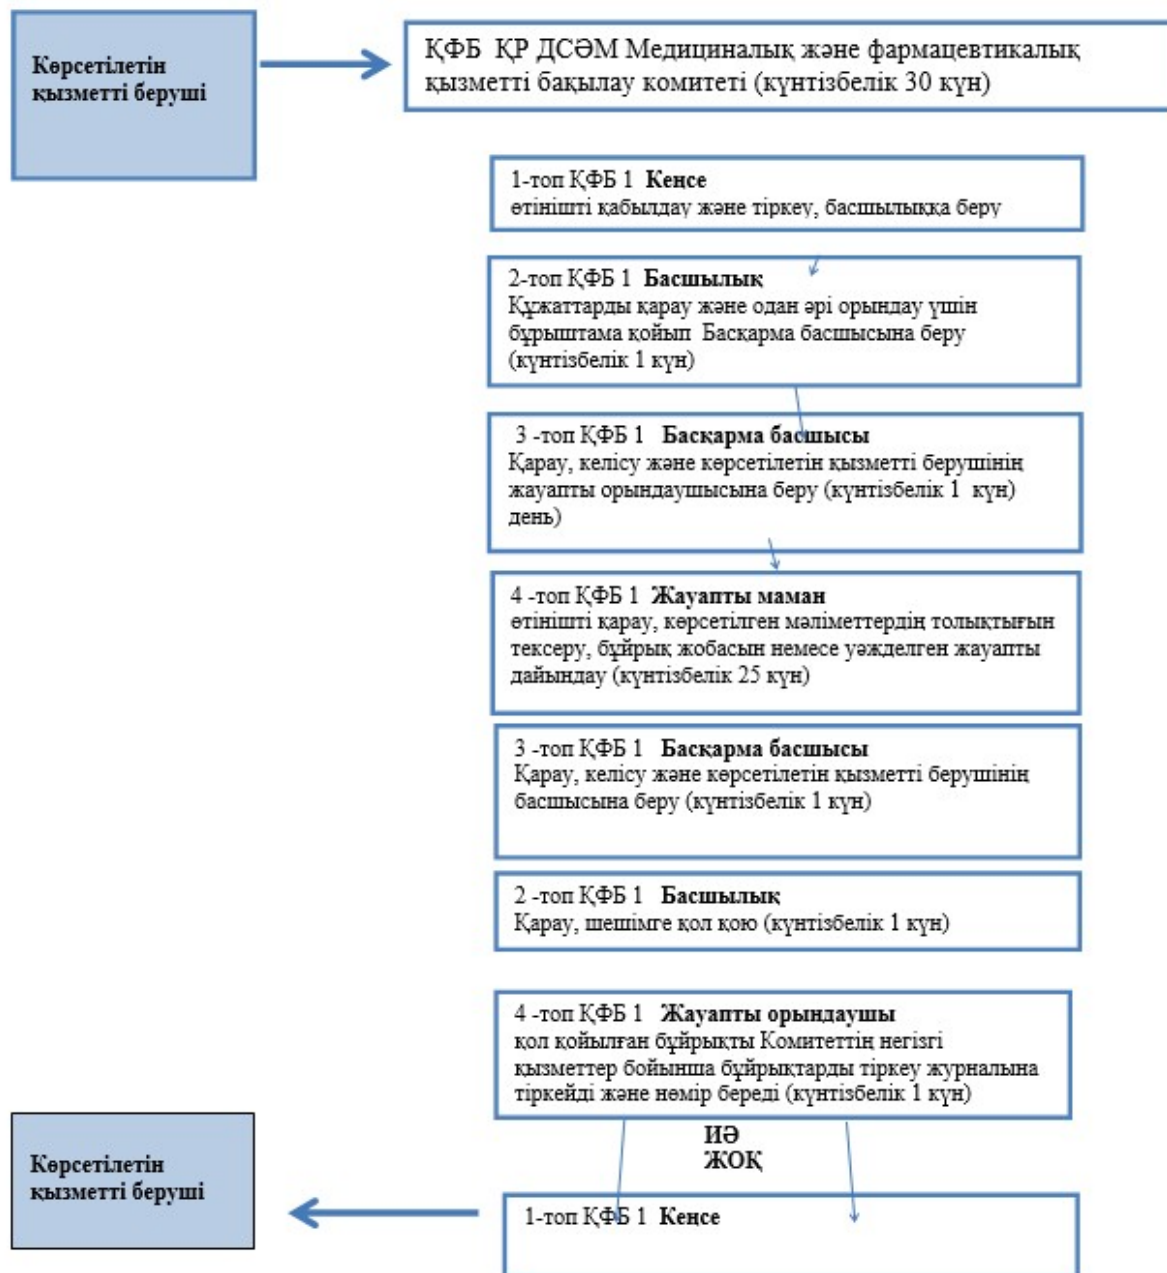 Көрсетілетін
қызметті беруші
ҚФБ ҚР ДСӘМ Медициналық және фармацевтикалық
қызметті бақылау комитеті (күнтізбелік 30 күн)
1-топ ҚФБ 1 Кеңсе
өтінішті қабылдау және тіркеу, басшылыққа беру
2-топ ҚФБ 1 Басшылық
Құжаттарды қарау және одан әрі орындау үшін
бұрыштама қойып Басқарма басшысына беру
(күнтізбелік 1 күн)
3 -топ ҚФБ 1 Басқарма басшысы
Қарау, келісу және көрсетілетін қызметті берушінің
жауапты орындаушысына беру (күнтізбелік 1 күн)
день)
4 -топ ҚФБ 1 Жауапты маман
өтінішті қарау, көрсетілген мәліметтердің толықтығын
тексеру, бұйрық жобасын немесе уәжделген жауапты
дайындау (күнтізбелік 25 күн)
3 -топ ҚФБ 1 Басқарма басшысы
Қарау, келісу және көрсетілетін қызметті берушінің
басшысына беру (күнтізбелік 1 күн)
2 -топ ҚФБ 1 Басшылық
Қарау, шешімге қол қою (күнтізбелік 1 күн)
4 -топ ҚФБ 1 Жауапты орындаушы
қол қойылған бұйрықты Комитеттің негізгі
қызметтер бойынша бұйрықтарды тіркеу журналына
тіркейді және нөмір береді (күнтізбелік 1 күн)
ИӘ
ЖОҚ
Көрсетілетін
қызметті беруші
1-топ ҚФБ 1 Кеңсе